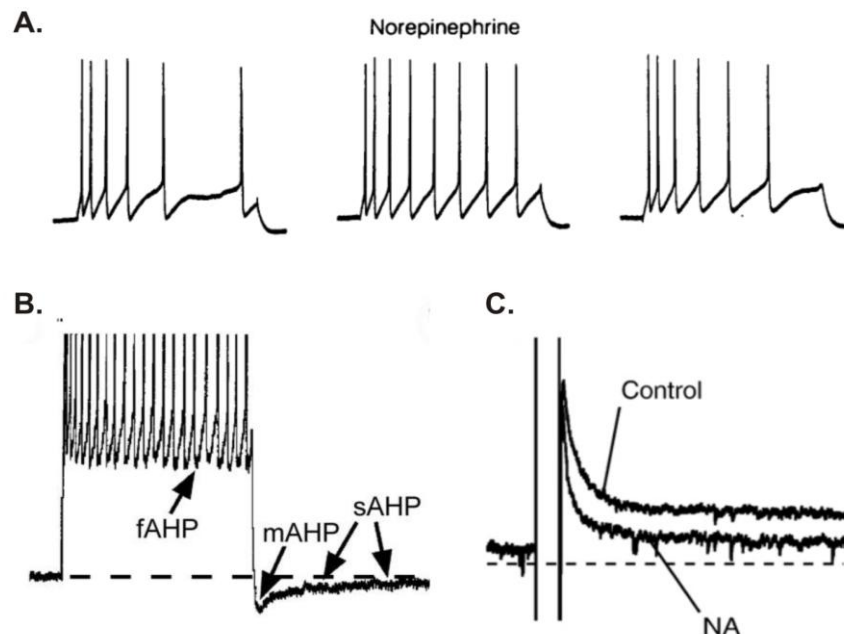 A.
Norepinephrine
B.
C.
Control
fAHP
mAHP
sAHP
NA